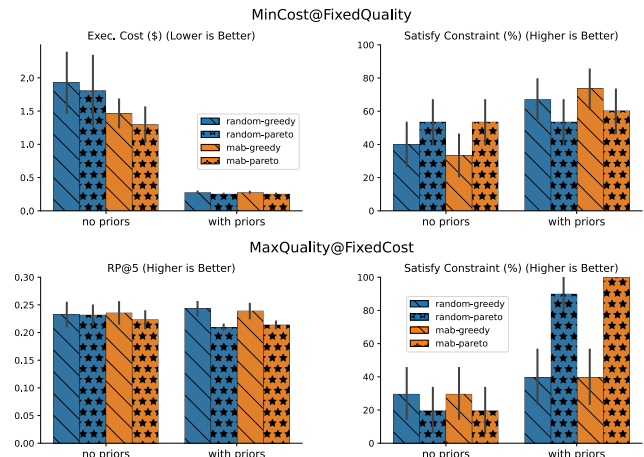 MinCost@FixedQuality
Exec. Cost ($) (Lower is Better)
2.0
1.5
1.0
0.5
0.0
random-greedy
random-pareto
mab-greedy
mab-pareto
no priors
with priors
Satisfy Constraint (%) (Higher is Better)
100
80
60
40
20
0
no priors
with priors
MaxQuality@FixedCost
RP@5 (Higher is Better)
0.30
0.25
0.20
0.15
0.10
0.05
0.00
no priors
with priors
Satisfy Constraint (%) (Higher is Better)
100
80
60
40
20
0
random-greedy
random-pareto
mab-greedy
mab-pareto
no priors
with priors